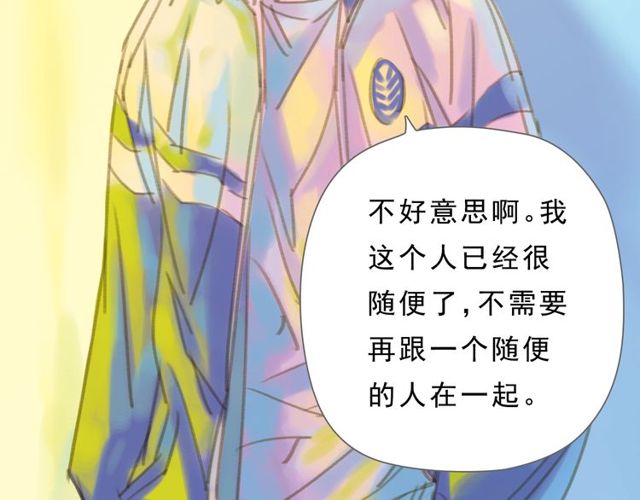 不好意思啊。我
这个人已经很
随便了，不需要
再跟一个随便
的人在一起。